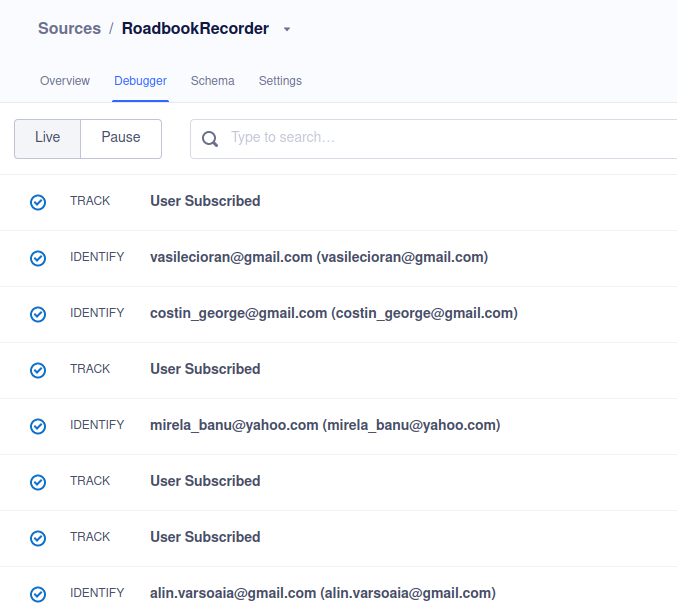 Sources / RoadbookRecorder
Overview Debugger Schema Settings
Live Pause Type to search...
TRACK User Subscribed
IDENTIFY vasilecioran@gmail.com (vasilecioran@gmail.com)
IDENTIFY costin_george@gmail.com (costin_george@gmail.com)
TRACK User Subscribed
IDENTIFY mirela_banu@yahoo.com (mirela_banu@yahoo.com)
TRACK User Subscribed
TRACK User Subscribed
IDENTIFY alin.varsoaia@gmail.com (alin.varsoaia@gmail.com)